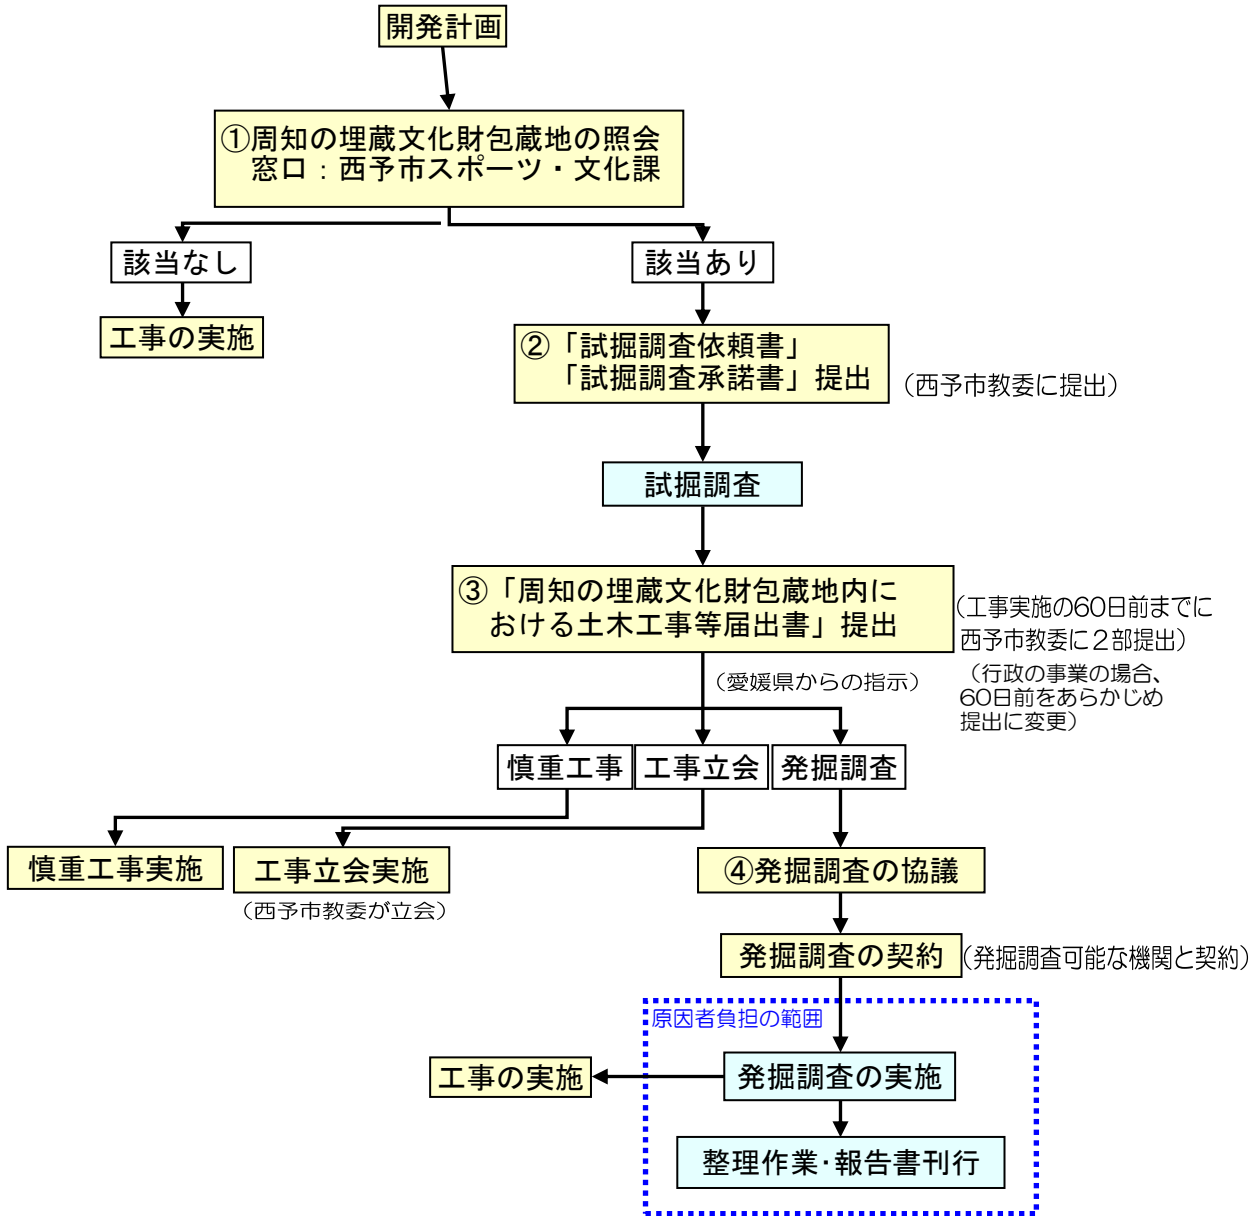 開発計画
①周知の埋蔵文化財包蔵地の照会
窓口：西予市スポーツ・文化課
該当なし
該当あり
工事の実施
②「試掘調査依頼書」
「試掘調査承諾書」提出
（西予市教委に提出）
試掘調査
③「周知の埋蔵文化財包蔵地内に
おける土木工事等届出書」提出
（工事実施の60日前までに
西予市教委に２部提出）
（愛媛県からの指示）
（行政の事業の場合、
60日前をあらかじめ
提出に変更）
慎重工事
工事立会
発掘調査
慎重工事実施
工事立会実施
（西予市教委が立会）
④発掘調査の協議
発掘調査の契約
（発掘調査可能な機関と契約）
原因者負担の範囲
工事の実施
発掘調査の実施
整理作業・報告書刊行